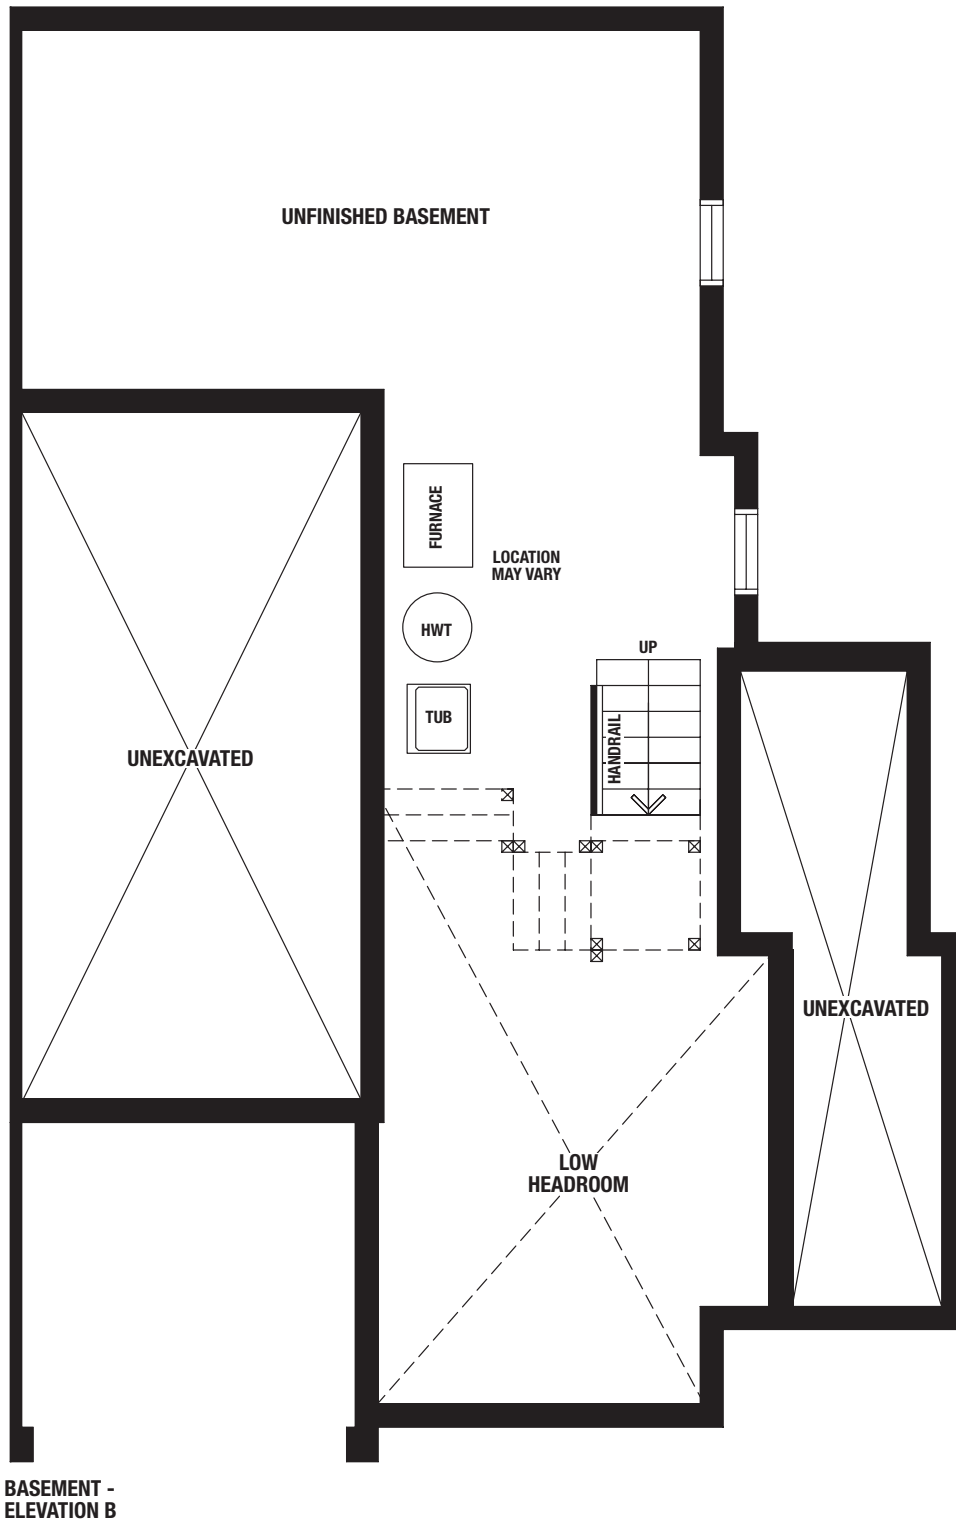 UNFINISHED BASEMENT
FURNACE
LOCATION
MAY VARY
HWT
UP
TUB
HANDRAIL
UNEXCAVATED
UNEXCAVATED
LOW
HEADROOM
BASEMENT -
ELEVATION B